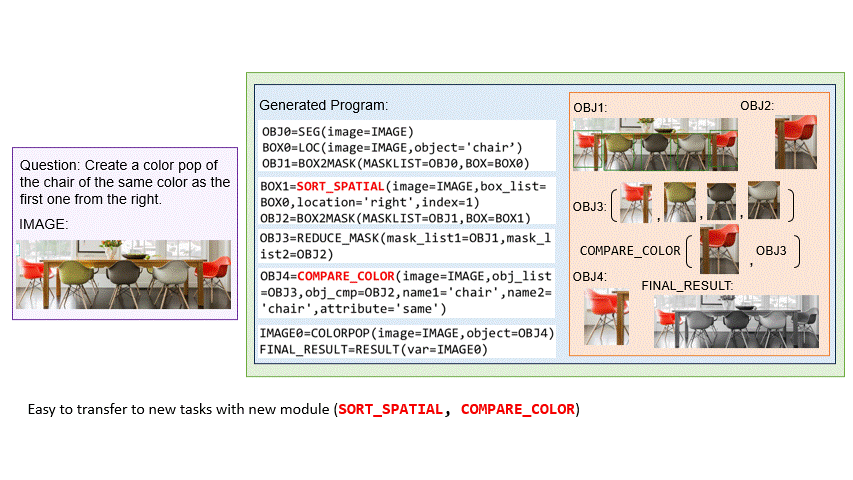 Question: Create a color pop of
the chair of the same color as the
first one from the right.
IMAGE:
Generated Program:
OBJ0=SEG(image=IMAGE)
BOX0=LOC(image=IMAGE,object='chair’)
OBJ1=BOX2MASK(MASKLIST=OBJ0,BOX=BOX0)
BOX1=SORT_SPATIAL(image=IMAGE,box_list=
BOX0,location='right',index=1)
OBJ2=BOX2MASK(MASKLIST=OBJ1,BOX=BOX1)
OBJ3=REDUCE_MASK(mask_list1=OBJ1,mask_l
ist2=OBJ2)
OBJ4=COMPARE_COLOR(image=IMAGE,obj_list
=OBJ3,obj_cmp=OBJ2,name1='chair',name2=
'chair',attribute='same')
IMAGE0=COLORPOP(image=IMAGE,object=OBJ4)
FINAL_RESULT=RESULT(var=IMAGE0)
OBJ1:
OBJ2:
OBJ3: ( , , , )
COMPARE_COLOR ( , OBJ3 )
OBJ4:
FINAL_RESULT:
Easy to transfer to new tasks with new module (SORT_SPATIAL, COMPARE_COLOR)